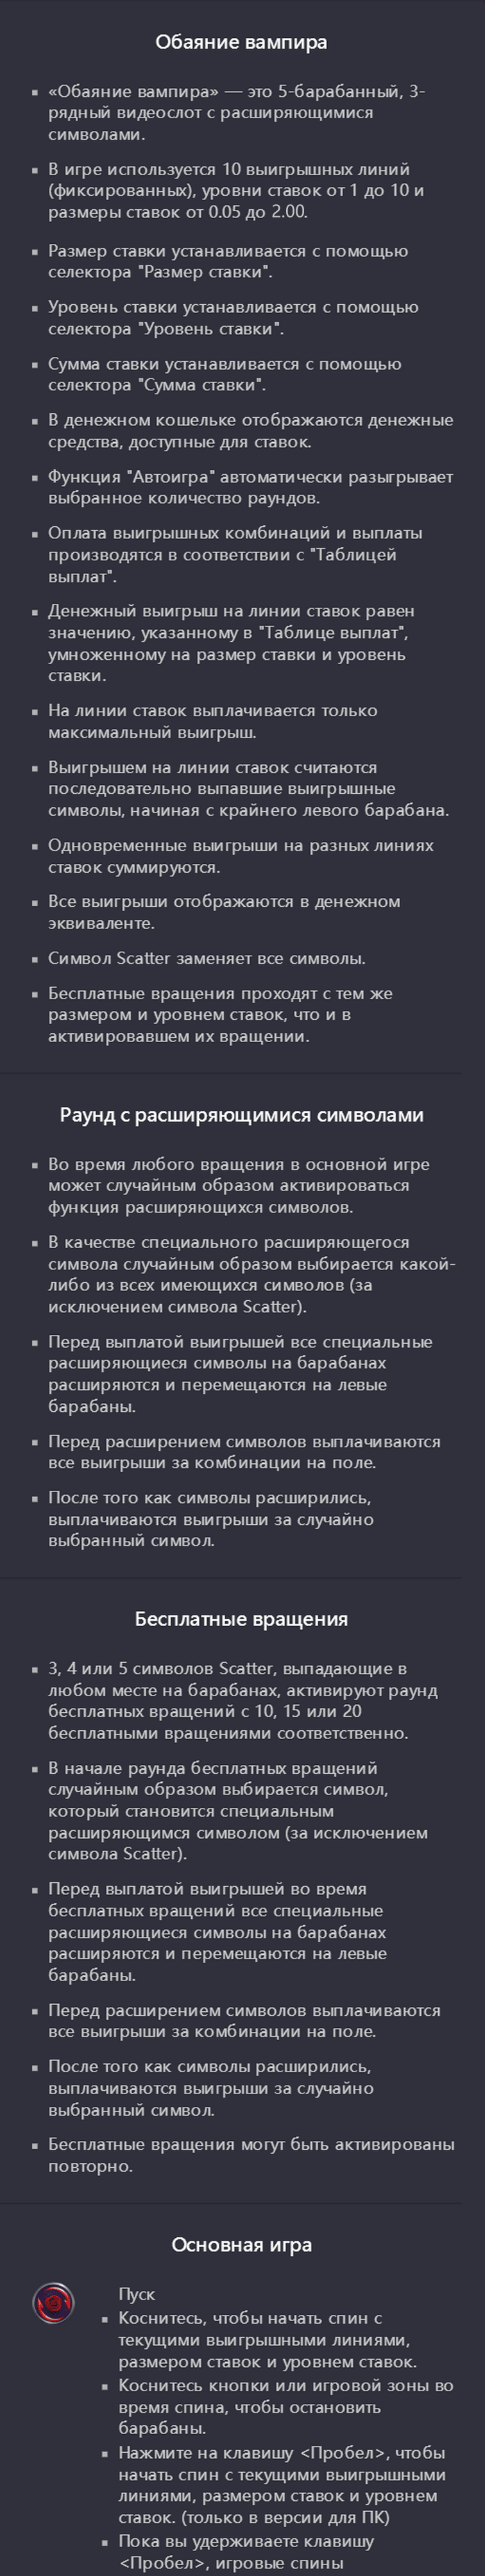 Обаяние вампира
▪ «Обаяние вампира» — это 5-барабанный, 3-
рядный видеослот с расширяющимися
символами.
▪ В игре используется 10 выигрышных линий
(фиксированных), уровни ставок от 1 до 10 и
размеры ставок от 0.05 до 2.00.
▪ Размер ставки устанавливается с помощью
селектора "Размер ставки".
▪ Уровень ставки устанавливается с помощью
селектора "Уровень ставки".
▪ Сумма ставки устанавливается с помощью
селектора "Сумма ставки".
▪ В денежном кошельке отображаются денежные
средства, доступные для ставок.
▪ Функция "Автоигра" автоматически разыгрывает
выбранное количество раундов.
▪ Оплата выигрышных комбинаций и выплаты
производятся в соответствии с "Таблицей
выплат".
▪ Денежный выигрыш на линии ставок равен
значению, указанному в "Таблице выплат",
умноженному на размер ставки и уровень
ставки.
▪ На линии ставок выплачивается только
максимальный выигрыш.
▪ Выигрышем на линии ставок считаются
последовательно выпавшие выигрышные
символы, начиная с крайнего левого барабана.
▪ Одновременные выигрыши на разных линиях
ставок суммируются.
▪ Все выигрыши отображаются в денежном
эквиваленте.
▪ Символ Scatter заменяет все символы.
▪ Бесплатные вращения проходят с тем же
размером и уровнем ставок, что и в
активировавшем их вращении.
Раунд с расширяющимися символами
▪ Во время любого вращения в основной игре
может случайным образом активироваться
функция расширяющихся символов.
▪ В качестве специального расширяющегося
символа случайным образом выбирается какой-
либо из всех имеющихся символов (за
исключением символа Scatter).
▪ Перед выплатой выигрышей все специальные
расширяющиеся символы на барабанах
расширяются и перемещаются на левые
барабаны.
▪ Перед расширением символов выплачиваются
все выигрыши за комбинации на поле.
▪ После того как символы расширились,
выплачиваются выигрыши за случайно
выбранный символ.
Бесплатные вращения
▪ 3, 4 или 5 символов Scatter, выпадающие в
любом месте на барабанах, активируют раунд
бесплатных вращений с 10, 15 или 20
бесплатными вращениями соответственно.
▪ В начале раунда бесплатных вращений
случайным образом выбирается символ,
который становится специальным
расширяющимся символом (за исключением
символа Scatter).
▪ Перед выплатой выигрышей во время
бесплатных вращений все специальные
расширяющиеся символы на барабанах
расширяются и перемещаются на левые
барабаны.
▪ Перед расширением символов выплачиваются
все выигрыши за комбинации на поле.
▪ После того как символы расширились,
выплачиваются выигрыши за случайно
выбранный символ.
▪ Бесплатные вращения могут быть активированы
повторно.
Основная игра
Пуск
▪ Коснитесь, чтобы начать спин с
текущими выигрышными линиями,
размером ставок и уровнем ставок.
▪ Коснитесь кнопки или игровой зоны во
время спина, чтобы остановить
барабаны.
▪ Нажмите на клавишу <Пробел>, чтобы
начать спин с текущими выигрышными
линиями, размером ставок и уровнем
ставок. (только в версии для ПК)
▪ Пока вы удерживаете клавишу
<Пробел>, игровые спины